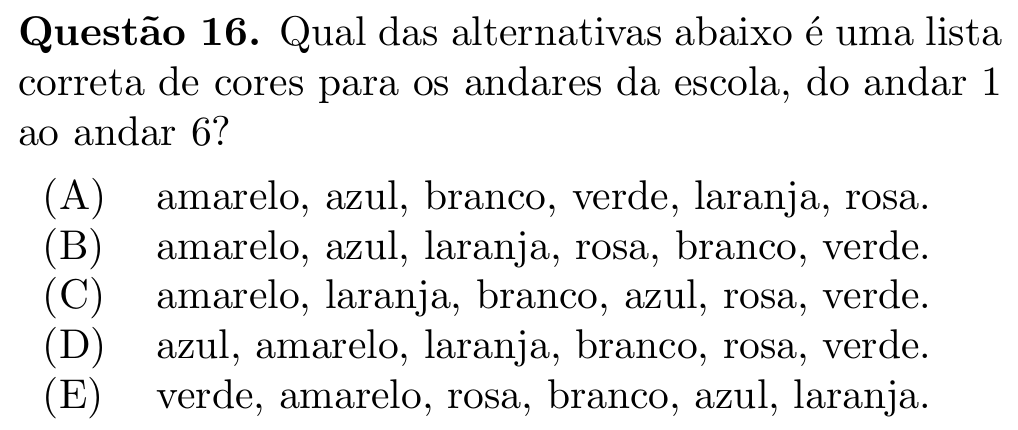 Questão 16. Qual das alternativas abaixo é uma lista
correta de cores para os andares da escola, do andar 1
ao andar 6?
(A) amarelo, azul, branco, verde, laranja, rosa.
(B) amarelo, azul, laranja, rosa, branco, verde.
(C) amarelo, laranja, branco, azul, rosa, verde.
(D) azul, amarelo, laranja, branco, rosa, verde.
(E) verde, amarelo, rosa, branco, azul, laranja.